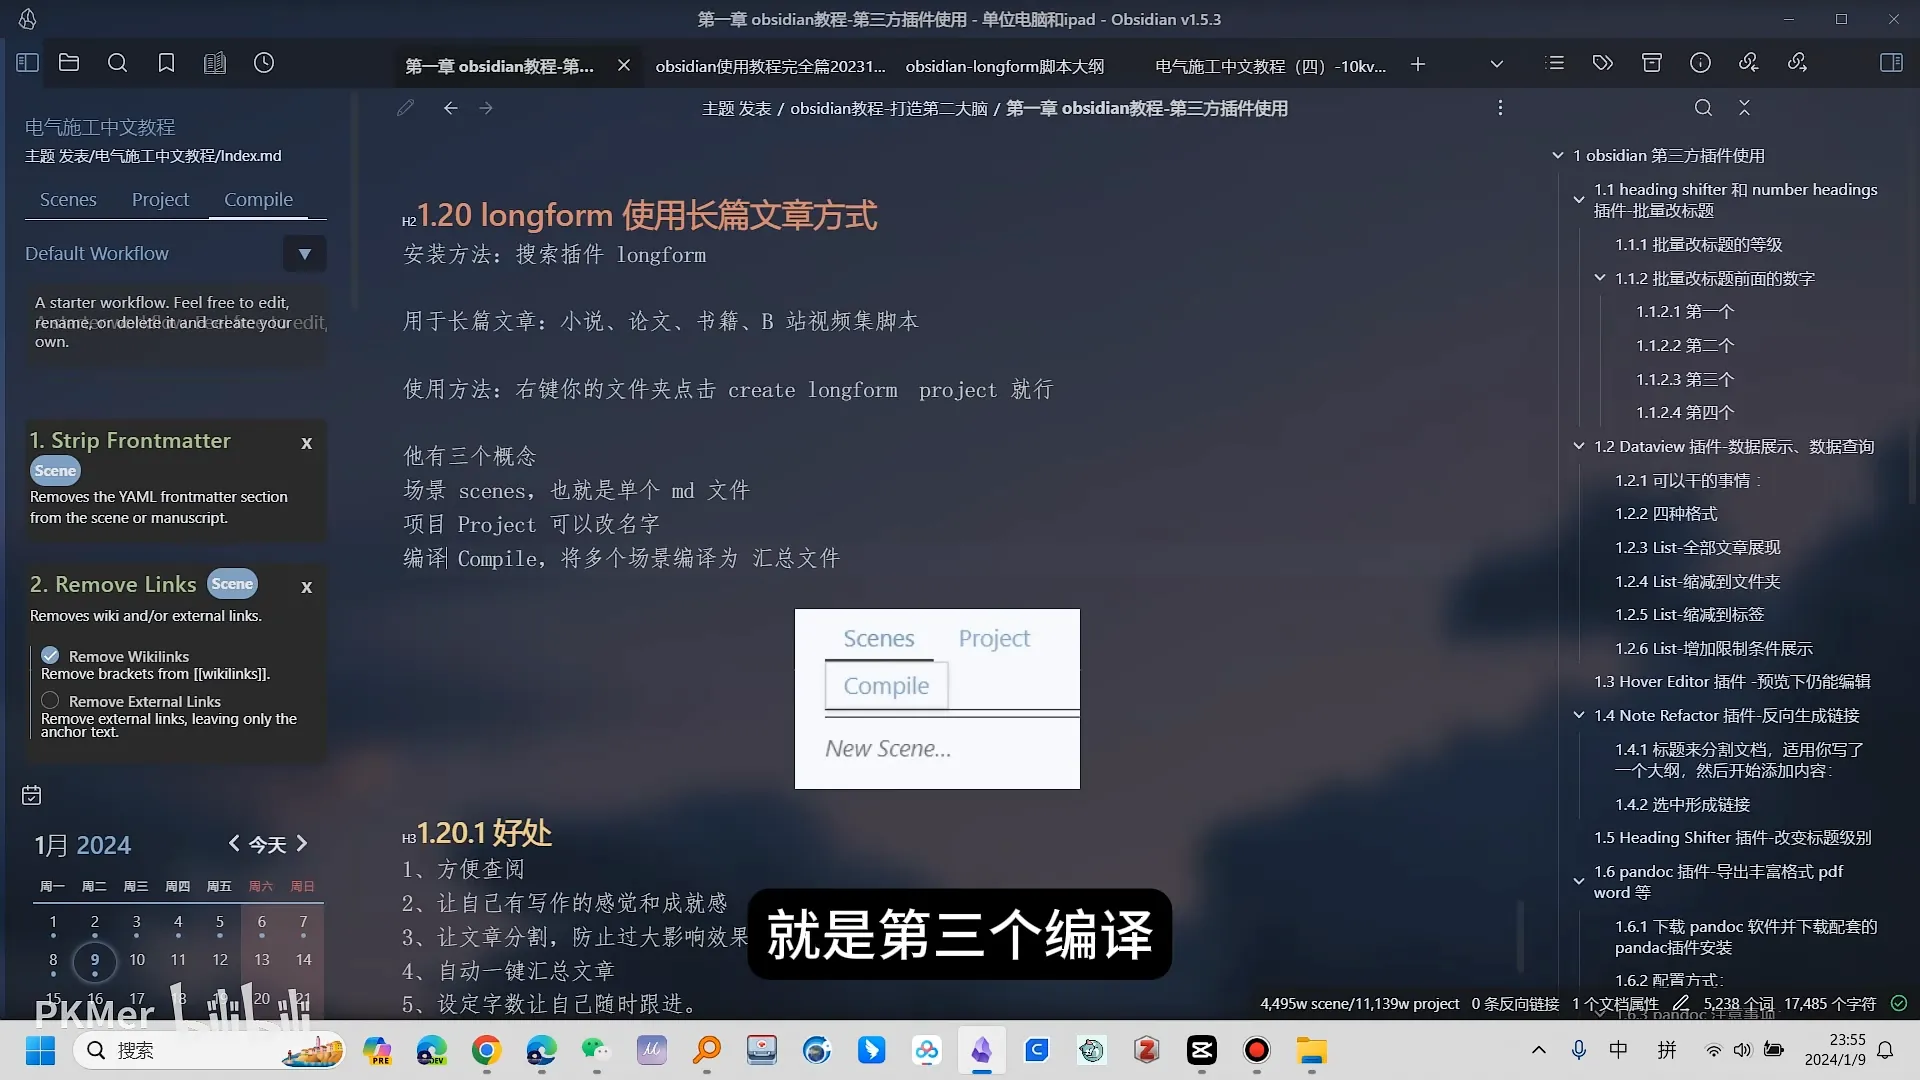 第一章 obsidian教程-第三方插件使用 - 单位电脑和ipad - Obsidian v1.5.3
第一章 obsidian教程-第...
obsidian使用教程完全篇20231...
obsidian-longform脚本大纲
电气施工中文教程（四）-10kv...
主题 发表 / obsidian教程-打造第二大脑 / 第一章 obsidian教程-第三方插件使用
电气施工中文教程
主题 发表/电气施工中文教程/Index.md
Scenes Project Compile
Default Workflow
A starter workflow. Feel free to edit,
rename, or delete it and create your
own.
1. Strip Frontmatter
x
Scene
Removes the YAML frontmatter section
from the scene or manuscript.
2. Remove Links Scene
x
Removes wiki and/or external links.
Remove Wikilinks
Remove brackets from [[wikilinks]].
Remove External Links
Remove external links, leaving only the
anchor text.
1月 2024
今天
周一 周二 周三 周四 周五 周六 周日
1 2 3 4 5 6 7
8 9 10 11 12 13 14
15 16 17 18 19 20 21
PKMer bilibili
H2 1.20 longform 使用长篇文章方式
安装方法：搜索插件 longform
用于长篇文章：小说、论文、书籍、B 站视频集脚本
使用方法：右键你的文件夹点击 create longform project 就行
他有三个概念
场景 scenes，也就是单个 md 文件
项目 Project 可以改名字
编译 Compile，将多个场景编译为 汇总文件
Scenes Project
Compile
New Scene...
H3 1.20.1 好处
1、方便查阅
2、让自己有写作的感觉和成就感
3、让文章分割，防止过大影响效果
4、自动一键汇总文章
5、设定字数让自己随时跟进。
就是第三个编译
1 obsidian 第三方插件使用
1.1 heading shifter 和 number headings
插件-批量改标题
1.1.1 批量改标题的等级
1.1.2 批量改标题前面的数字
1.1.2.1 第一个
1.1.2.2 第二个
1.1.2.3 第三个
1.1.2.4 第四个
1.2 Dataview 插件-数据展示、数据查询
1.2.1 可以干的事情：
1.2.2 四种格式
1.2.3 List-全部文章展现
1.2.4 List-缩减到文件夹
1.2.5 List-缩减到标签
1.2.6 List-增加限制条件展示
1.3 Hover Editor 插件 -预览下仍能编辑
1.4 Note Refactor 插件-反向生成链接
1.4.1 标题来分割文档，适用你写了
一个大纲，然后开始添加内容：
1.4.2 选中形成链接
1.5 Heading Shifter 插件-改变标题级别
1.6 pandoc 插件-导出丰富格式 pdf
word 等
1.6.1 下载 pandoc 软件并下载配套的
pandac插件安装
1.6.2 配置方式：
1.6.3 pandoc 注意事项
4,495w scene/11,139w project 0 条反向链接 1 个文档属性 5,238 个词 17,485 个字符
搜索
PRE
DEV
中
拼
23:55
2024/1/9